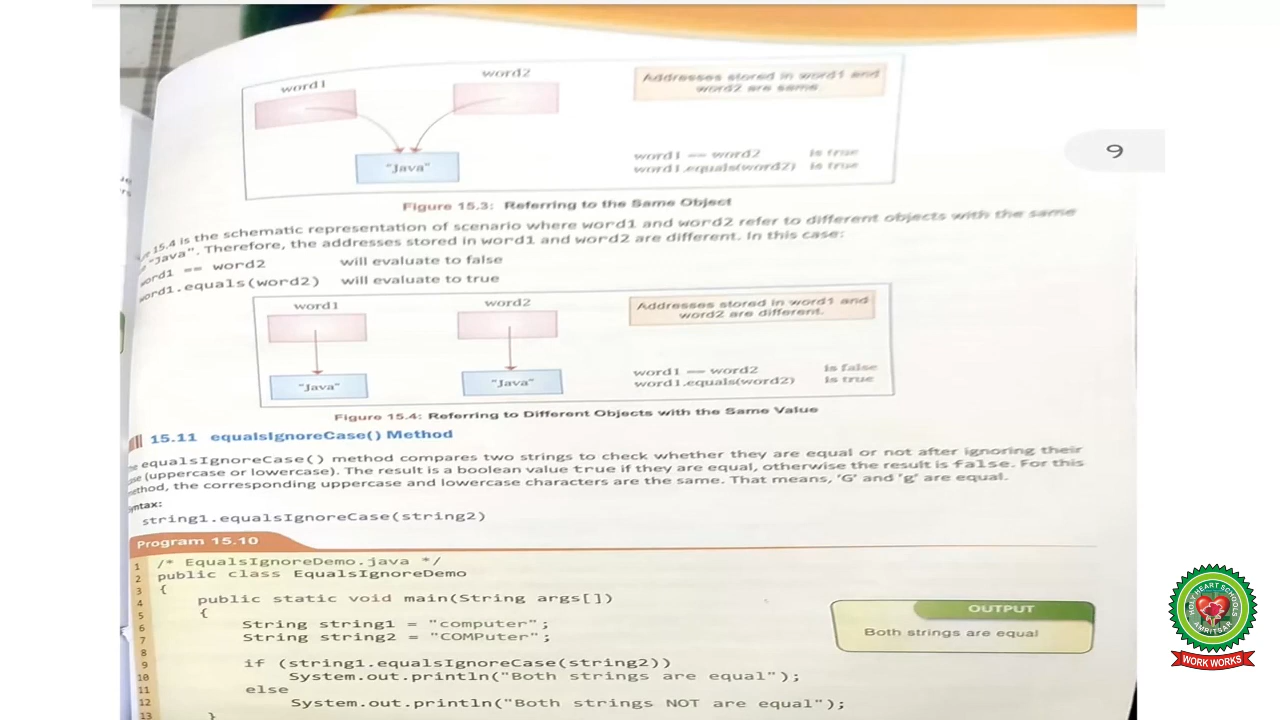 word1
word2
Addresses stored in word1 and
word2 are same.
"Java"
word1 == word2 is true
word1.equals(word2) is true
9
Figure 15.3: Referring to the Same Object
15.4 is the schematic representation of scenario where word1 and word2 refer to different objects with the same
"Java". Therefore, the addresses stored in word1 and word2 are different. In this case:
word1 == word2 will evaluate to false
word1.equals(word2) will evaluate to true
word1
word2
Addresses stored in word1 and
word2 are different.
"Java"
"Java"
word1 == word2 is false
word1.equals(word2) is true
Figure 15.4: Referring to Different Objects with the Same Value
15.11 equalsIgnoreCase() Method
equalsIgnoreCase() method compares two strings to check whether they are equal or not after ignoring their
(uppercase or lowercase). The result is a boolean value true if they are equal, otherwise the result is false. For this
method, the corresponding uppercase and lowercase characters are the same. That means, 'G' and 'g' are equal.
string1.equalsIgnoreCase(string2)
Program 15.10
1 /* EqualsIgnoreDemo.java */
2 public class EqualsIgnoreDemo
3 {
4 public static void main(String args[])
5 {
6 String string1 = "computer";
7 String string2 = "COMPuter";
8
9 if (string1.equalsIgnoreCase(string2))
10 System.out.println("Both strings are equal");
11 else
12 System.out.println("Both strings NOT are equal");
13 }
OUTPUT
Both strings are equal
HOLY HEART SCHOOLS
AMRITSAR
WORK WORKS